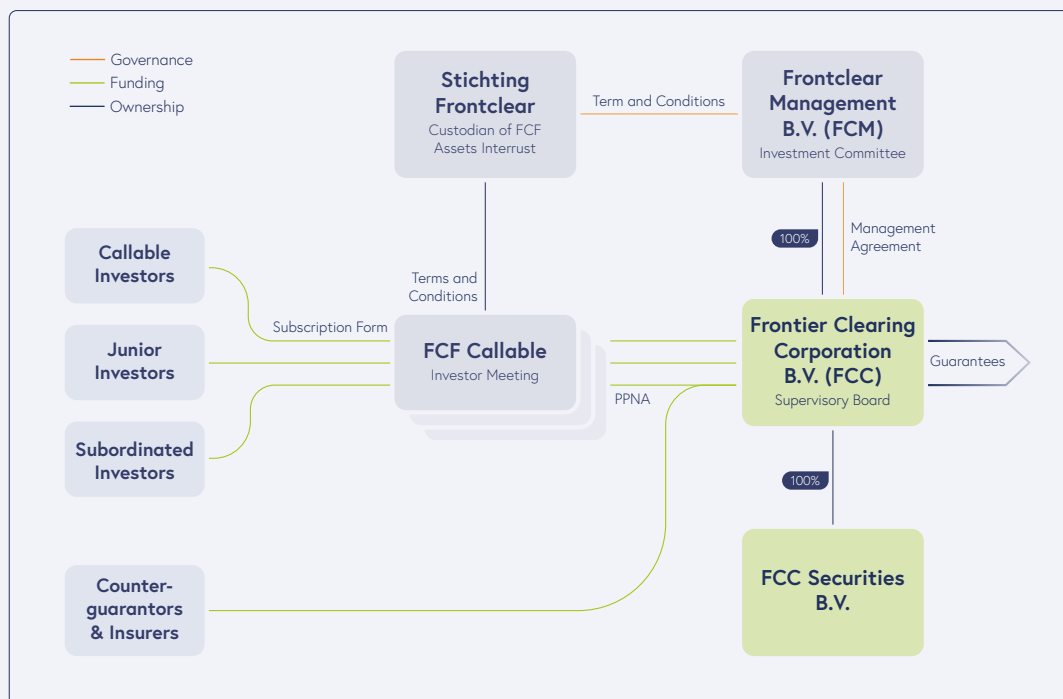 Governance
Funding
Ownership
Stichting
Frontclear
Custodian of FCF
Assets Interrust
Term and Conditions
Frontclear
Management
B.V. (FCM)
Investment Committee
100%
Management
Agreement
Callable
Investors
Junior
Investors
Subordinated
Investors
Counter-
guarantors
& Insurers
Subscription Form
Terms and
Conditions
FCF Callable
Investor Meeting
PPNA
Frontier Clearing
Corporation
B.V. (FCC)
Supervisory Board
Guarantees
100%
FCC Securities
B.V.